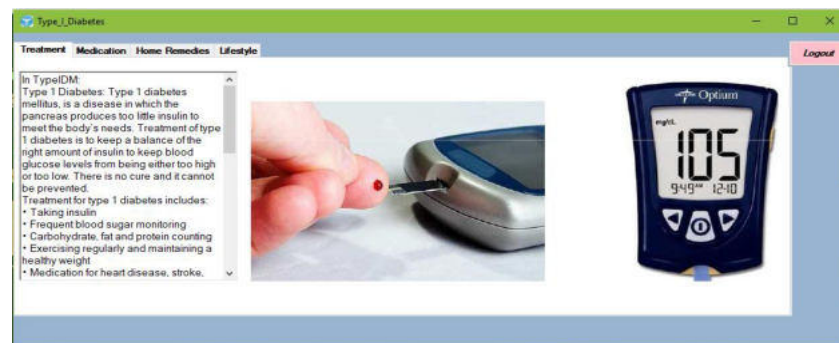 Type_I_Diabetes
Logout
Treatment Medication Home Remedies Lifestyle
In TypeIDM:
Type 1 Diabetes: Type 1 diabetes
mellitus, is a disease in which the
pancreas produces too little insulin to
meet the body's needs. Treatment of type
1 diabetes is to keep a balance of the
right amount of insulin to keep blood
glucose levels from being either too high
or too low. There is no cure and it cannot
be prevented.
Treatment for type 1 diabetes includes:
• Taking insulin
• Frequent blood sugar monitoring
• Carbohydrate, fat and protein counting
• Exercising regularly and maintaining a
healthy weight
• Medication for heart disease, stroke,
Optium
mg/dL
105
9:49AM 12-10